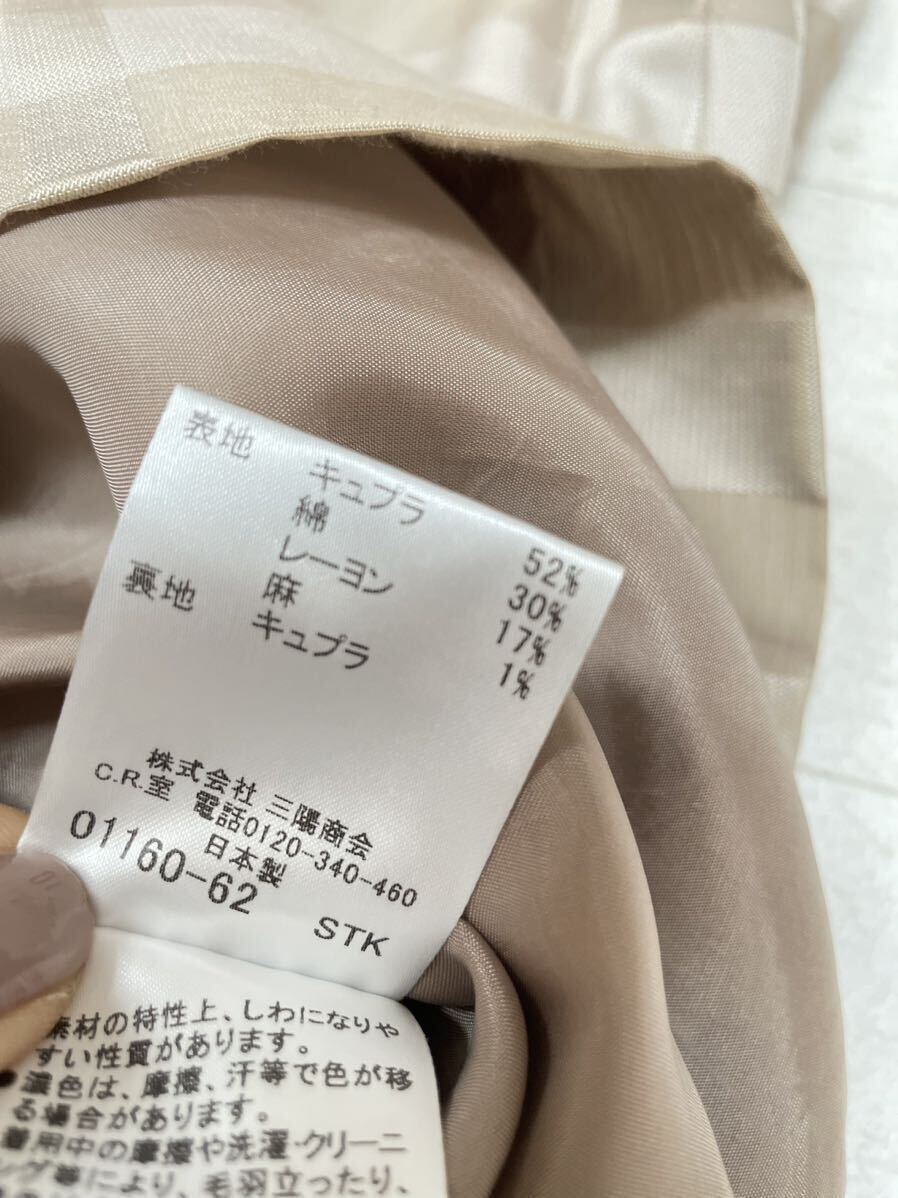 表地 キュプラ 52%
綿 30%
レーヨン 17%
麻 1%
裏地 キュプラ
株式会社 三陽商会
C.R.室 電話0120-340-460
日本製
01160-62 STK
素材の特性上、しわになりや
すい性質があります。
濃色は、摩擦、汗等で色が移
る場合があります。
着用中の摩擦や洗濯・クリーニ
ング等により、毛羽立ったり、